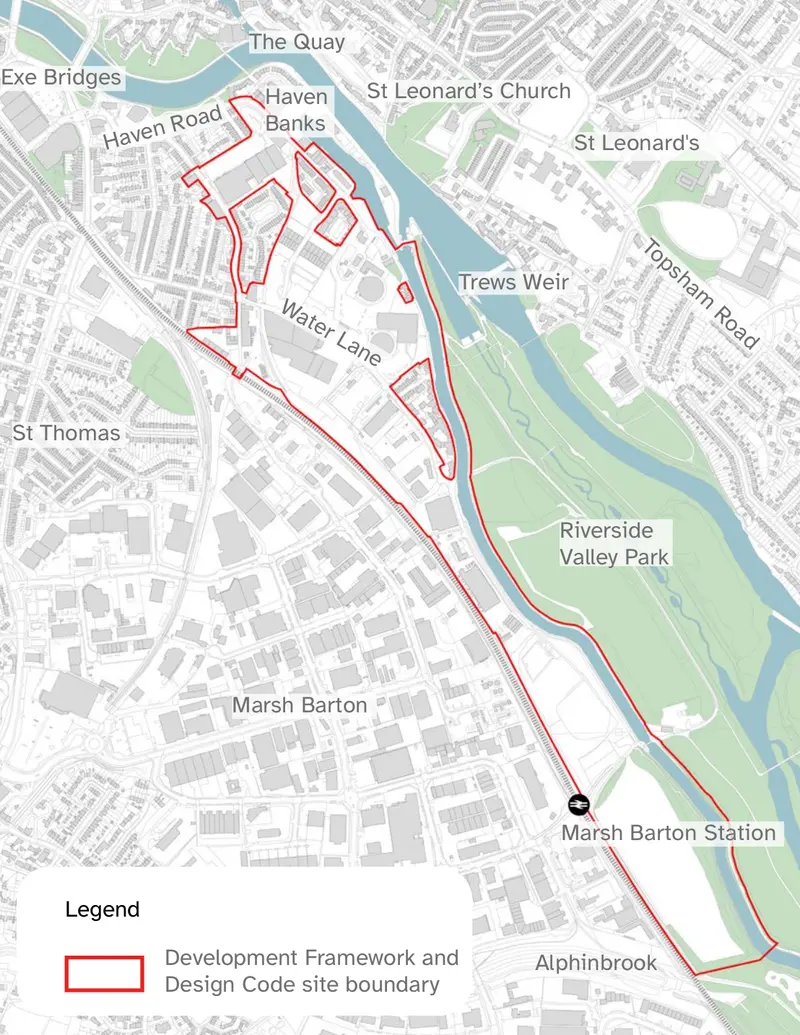 The Quay
Exe Bridges
St Leonard’s Church
Haven
Banks
Haven Road
St Leonard's
Topsham Road
Trews Weir
Water Lane
St Thomas
Riverside
Valley Park
Marsh Barton
Marsh Barton Station
Legend
Development Framework and
Design Code site boundary
Alphinbrook